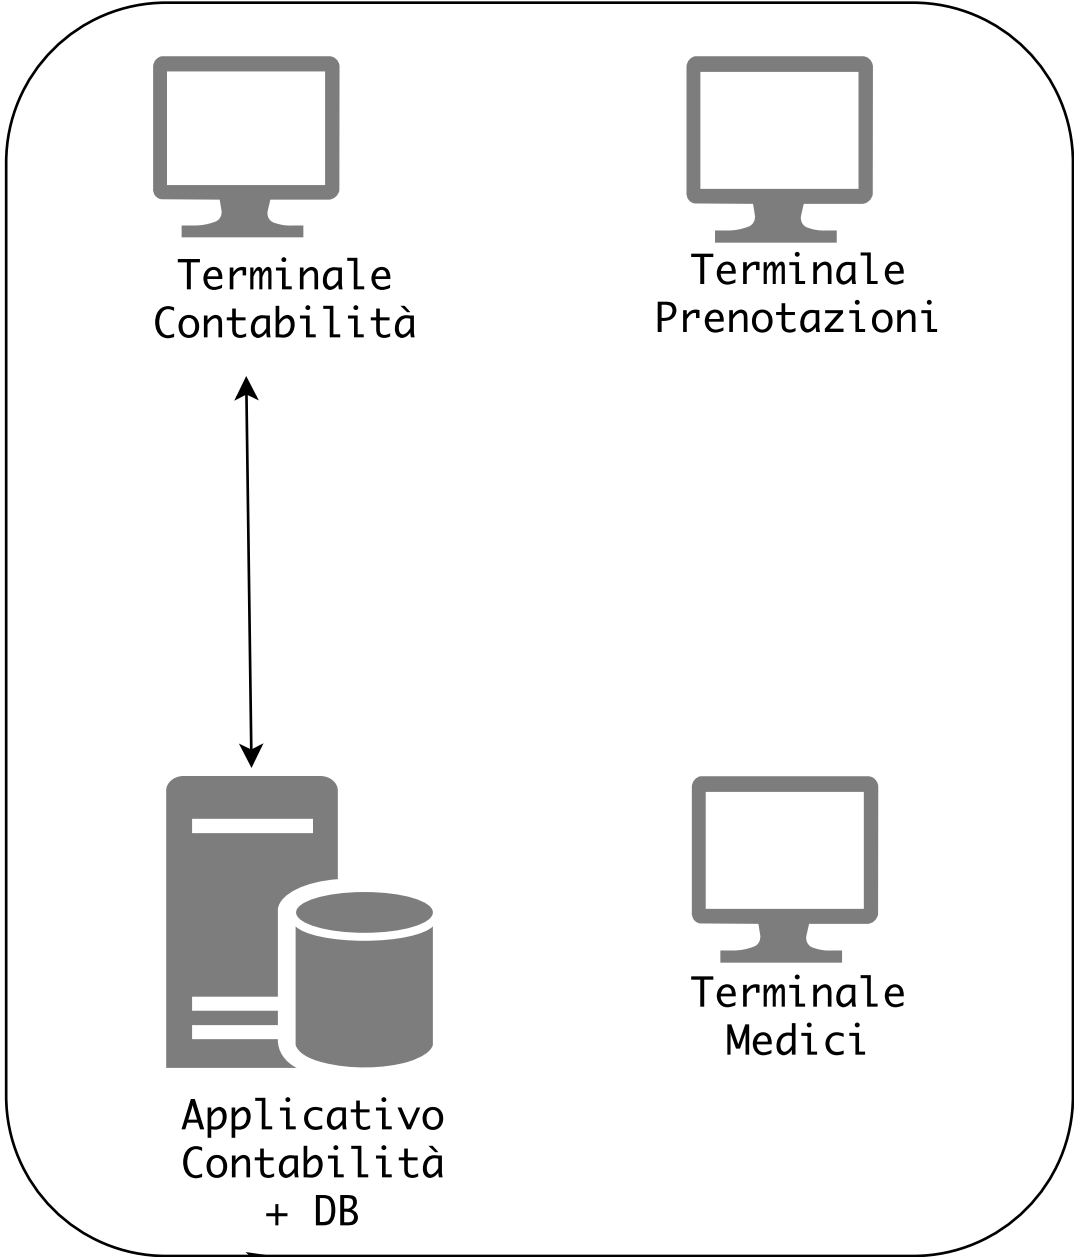 Terminale
Contabilità
Terminale
Prenotazioni
Terminale
Medici
Applicativo
Contabilità
+ DB